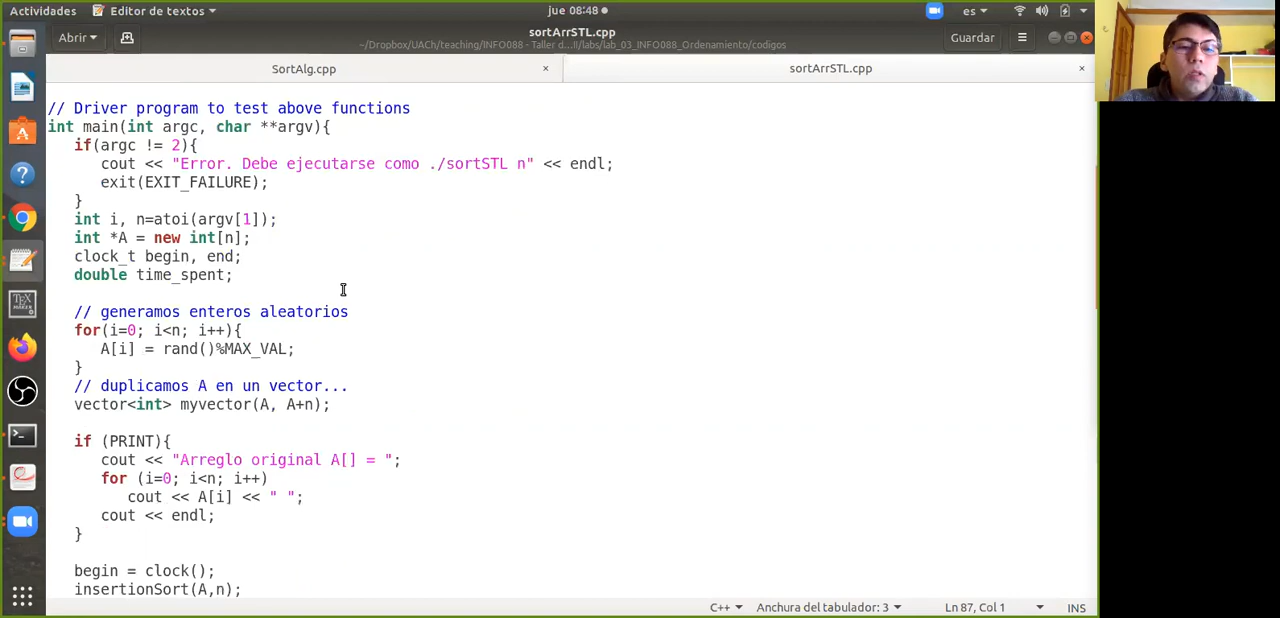 Actividades Editor de textos jue 08:48 es
Abrir sortArrSTL.cpp Guardar
~/Dropbox/UACh/teaching/INFO088 - Taller d...II/labs/lab_03_INFO088_Ordenamiento/codigos
SortAlg.cpp × sortArrSTL.cpp ×
// Driver program to test above functions
int main(int argc, char **argv){
if(argc != 2){
cout << "Error. Debe ejecutarse como ./sortSTL n" << endl;
exit(EXIT_FAILURE);
}
int i, n=atoi(argv[1]);
int *A = new int[n];
clock_t begin, end;
double time_spent;
// generamos enteros aleatorios
for(i=0; i<n; i++){
A[i] = rand()%MAX_VAL;
}
// duplicamos A en un vector...
vector<int> myvector(A, A+n);
if (PRINT){
cout << "Arreglo original A[] = ";
for (i=0; i<n; i++)
cout << A[i] << " ";
cout << endl;
}
begin = clock();
insertionSort(A,n);
C++ Anchura del tabulador: 3 Ln 87, Col 1 INS